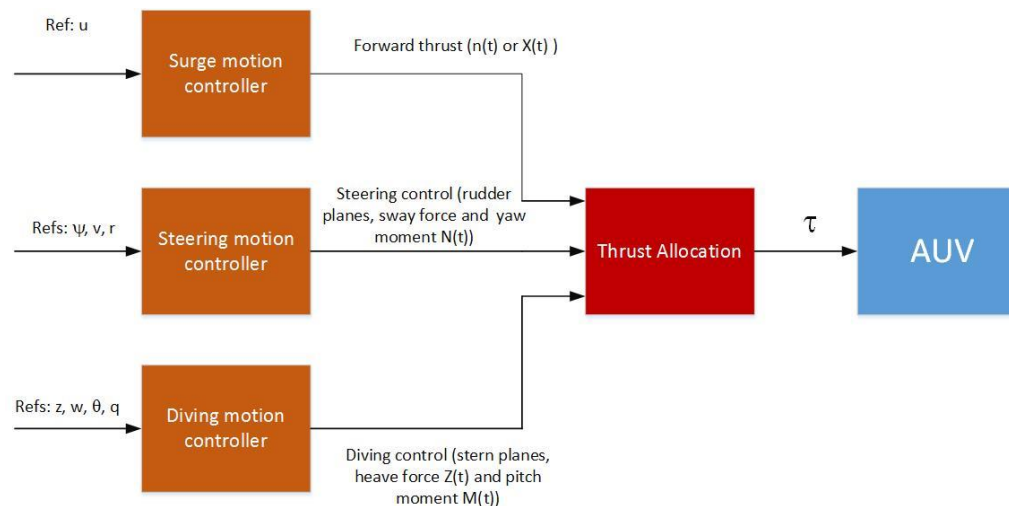 Ref: u
Surge motion
controller
Forward thrust (n(t) or X(t) )
Refs: ψ, v, r
Steering motion
controller
Steering control (rudder
planes, sway force and yaw
moment N(t))
Thrust Allocation
τ
AUV
Refs: z, w, θ, q
Diving motion
controller
Diving control (stern planes,
heave force Z(t) and pitch
moment M(t))